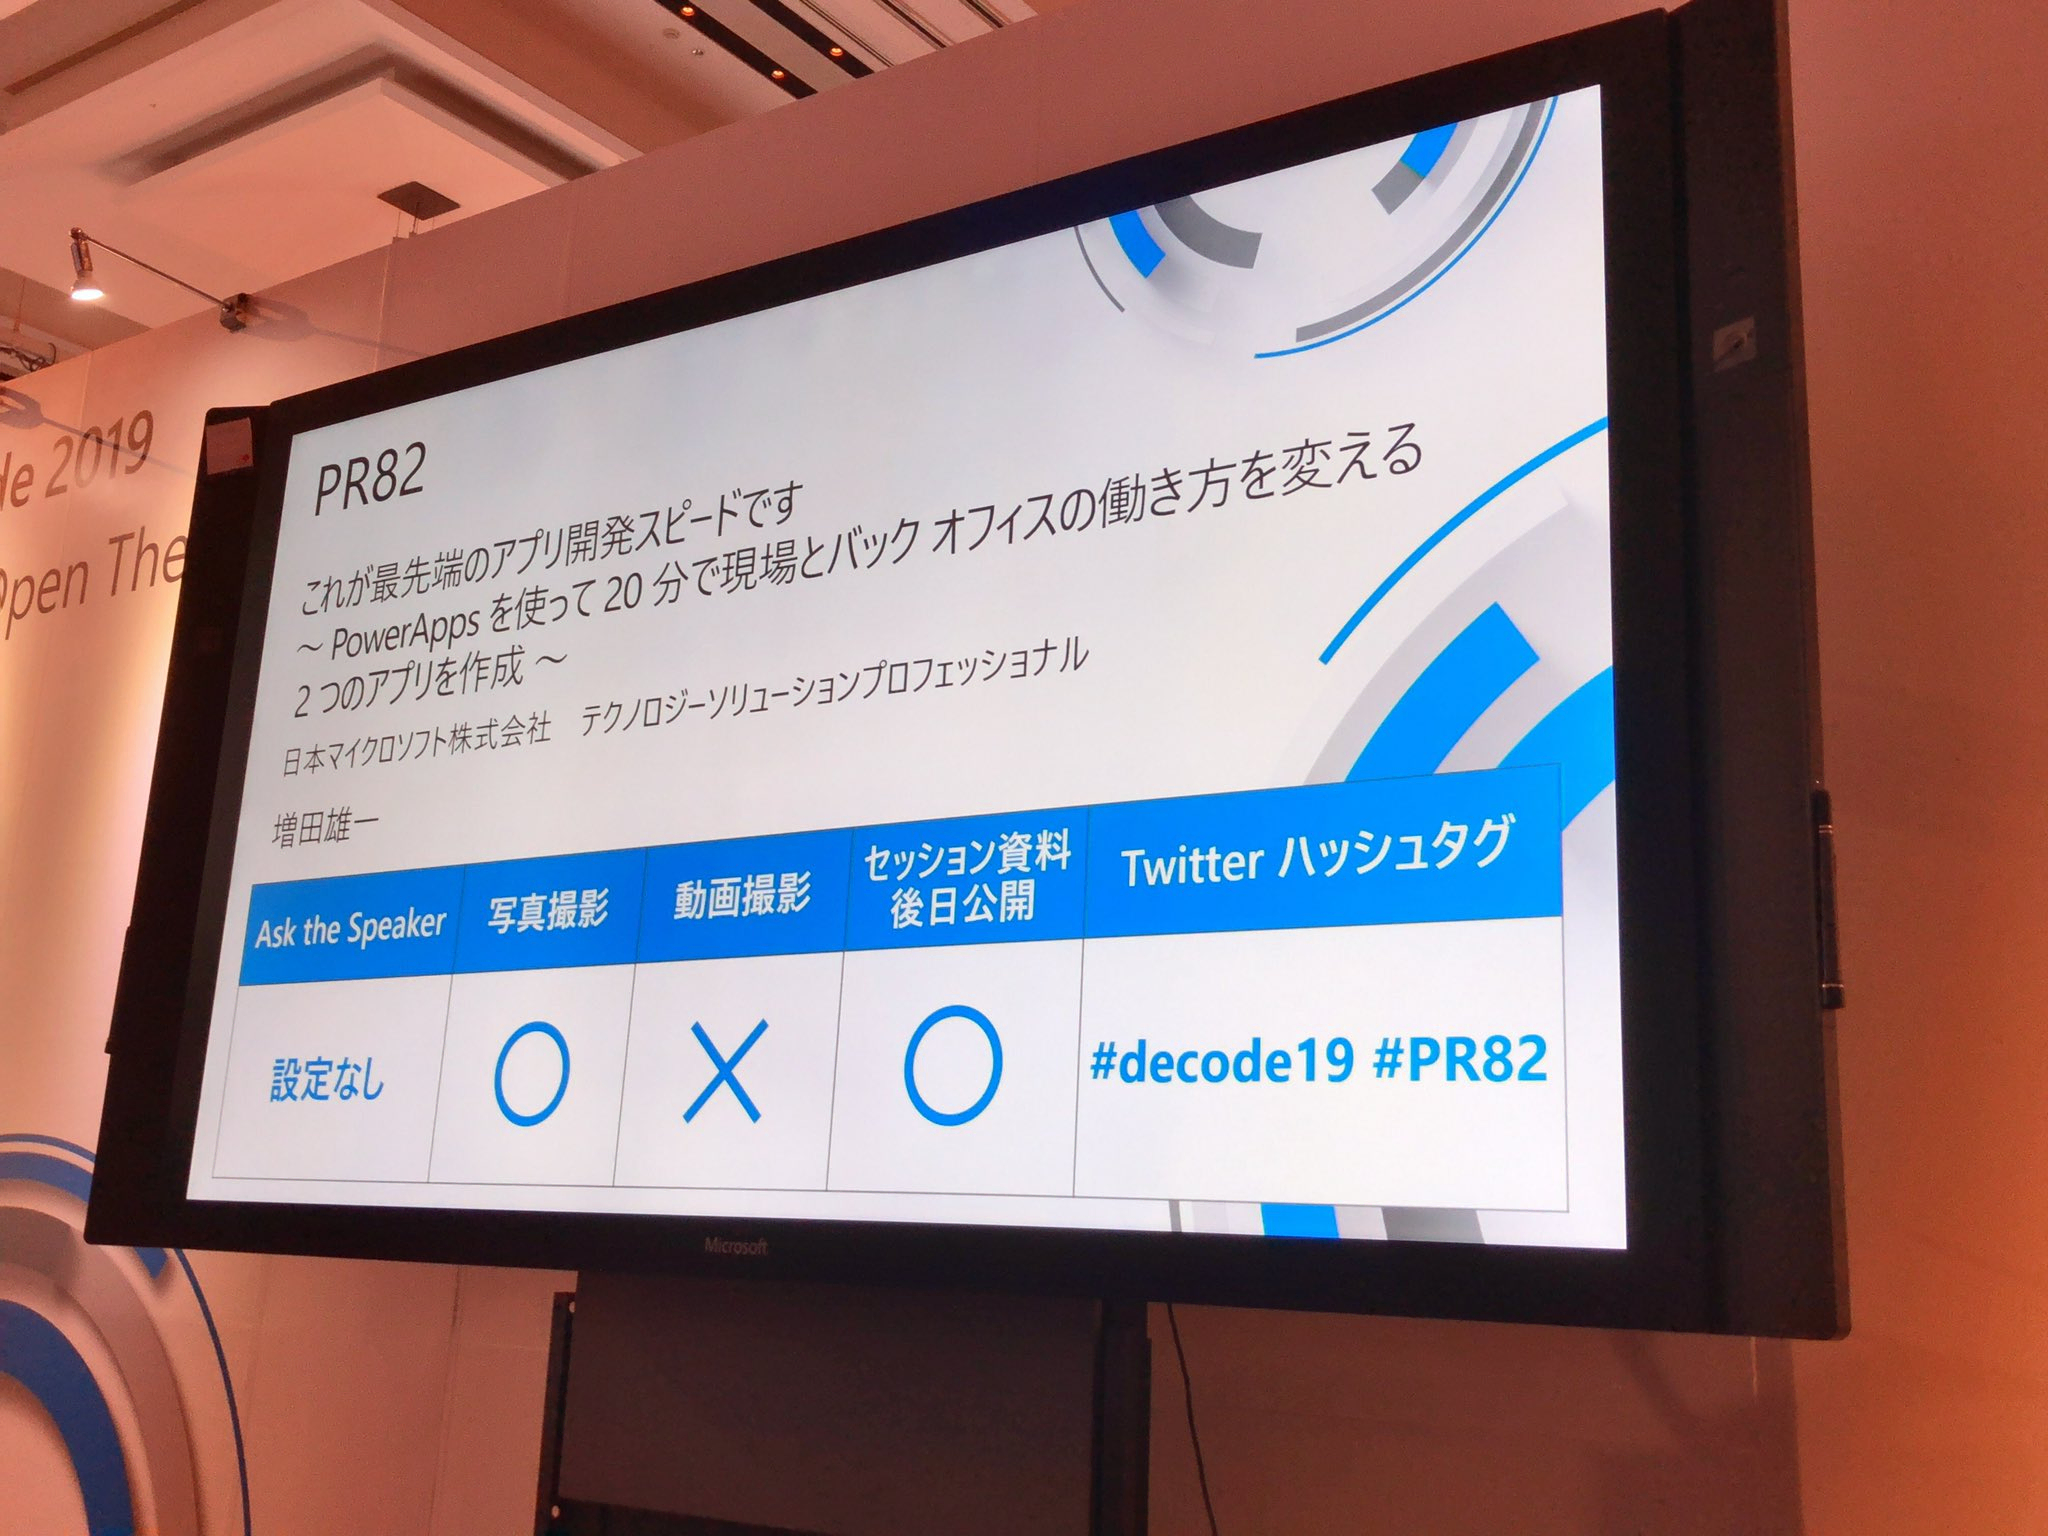 de 2019
Open The
PR82
これが最先端のアプリ開発スピードです
～ PowerApps を使って 20 分で現場とバック オフィスの働き方を変える
2 つのアプリを作成 ～
日本マイクロソフト株式会社　テクノロジーソリューションプロフェッショナル
増田雄一
Ask the Speaker 写真撮影 動画撮影 セッション資料 Twitter ハッシュタグ
後日公開
設定なし ○ × ○ #decode19 #PR82
Microsoft